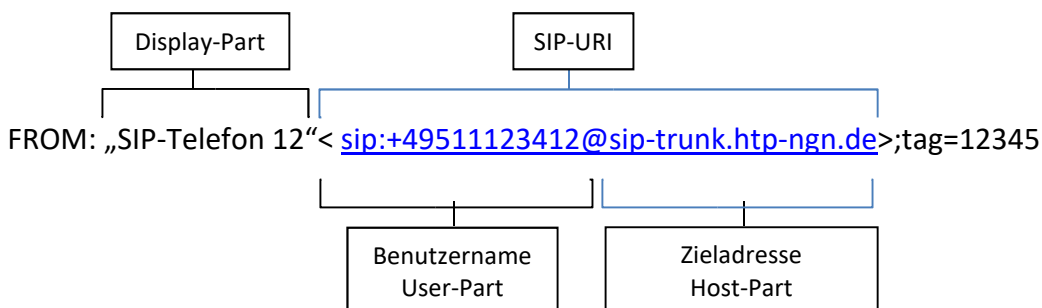 Display-Part
SIP-URI
FROM: „SIP-Telefon 12“< sip:+49511123412@sip-trunk.htp-ngn.de>;tag=12345
Benutzername
User-Part
Zieladresse
Host-Part